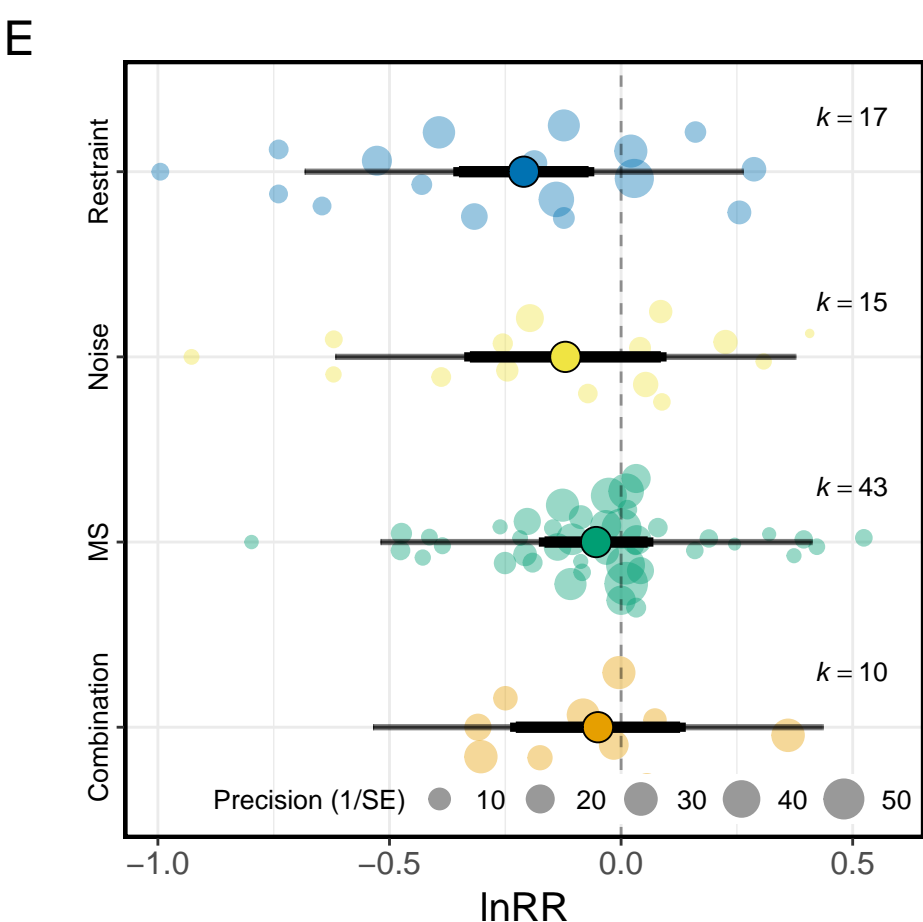 E
Restraint
k = 17
Noise
k = 15
MS
k = 43
Combination
k = 10
Precision (1/SE) 10 20 30 40 50
−1.0 −0.5 0.0 0.5
lnRR